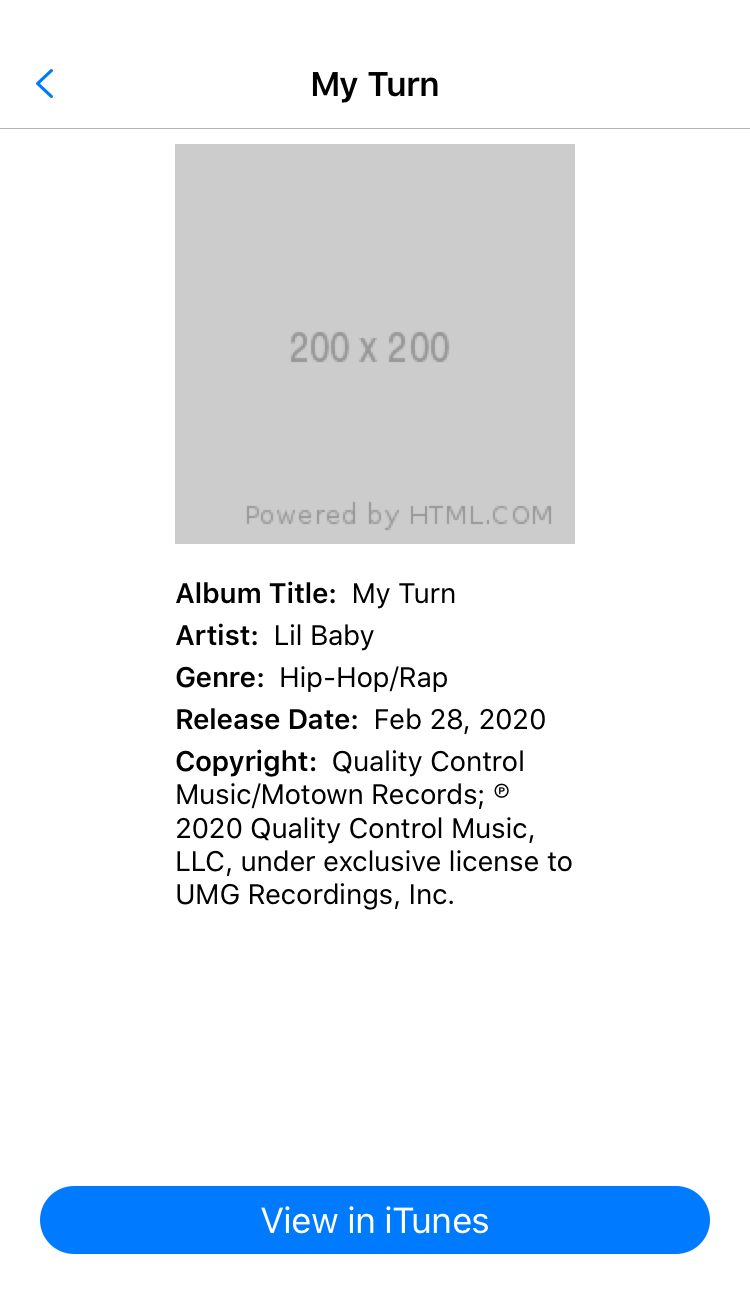 My Turn
200 x 200
Powered by HTML.COM
Album Title: My Turn
Artist: Lil Baby
Genre: Hip-Hop/Rap
Release Date: Feb 28, 2020
Copyright: Quality Control
Music/Motown Records; ℗
2020 Quality Control Music,
LLC, under exclusive license to
UMG Recordings, Inc.
View in iTunes